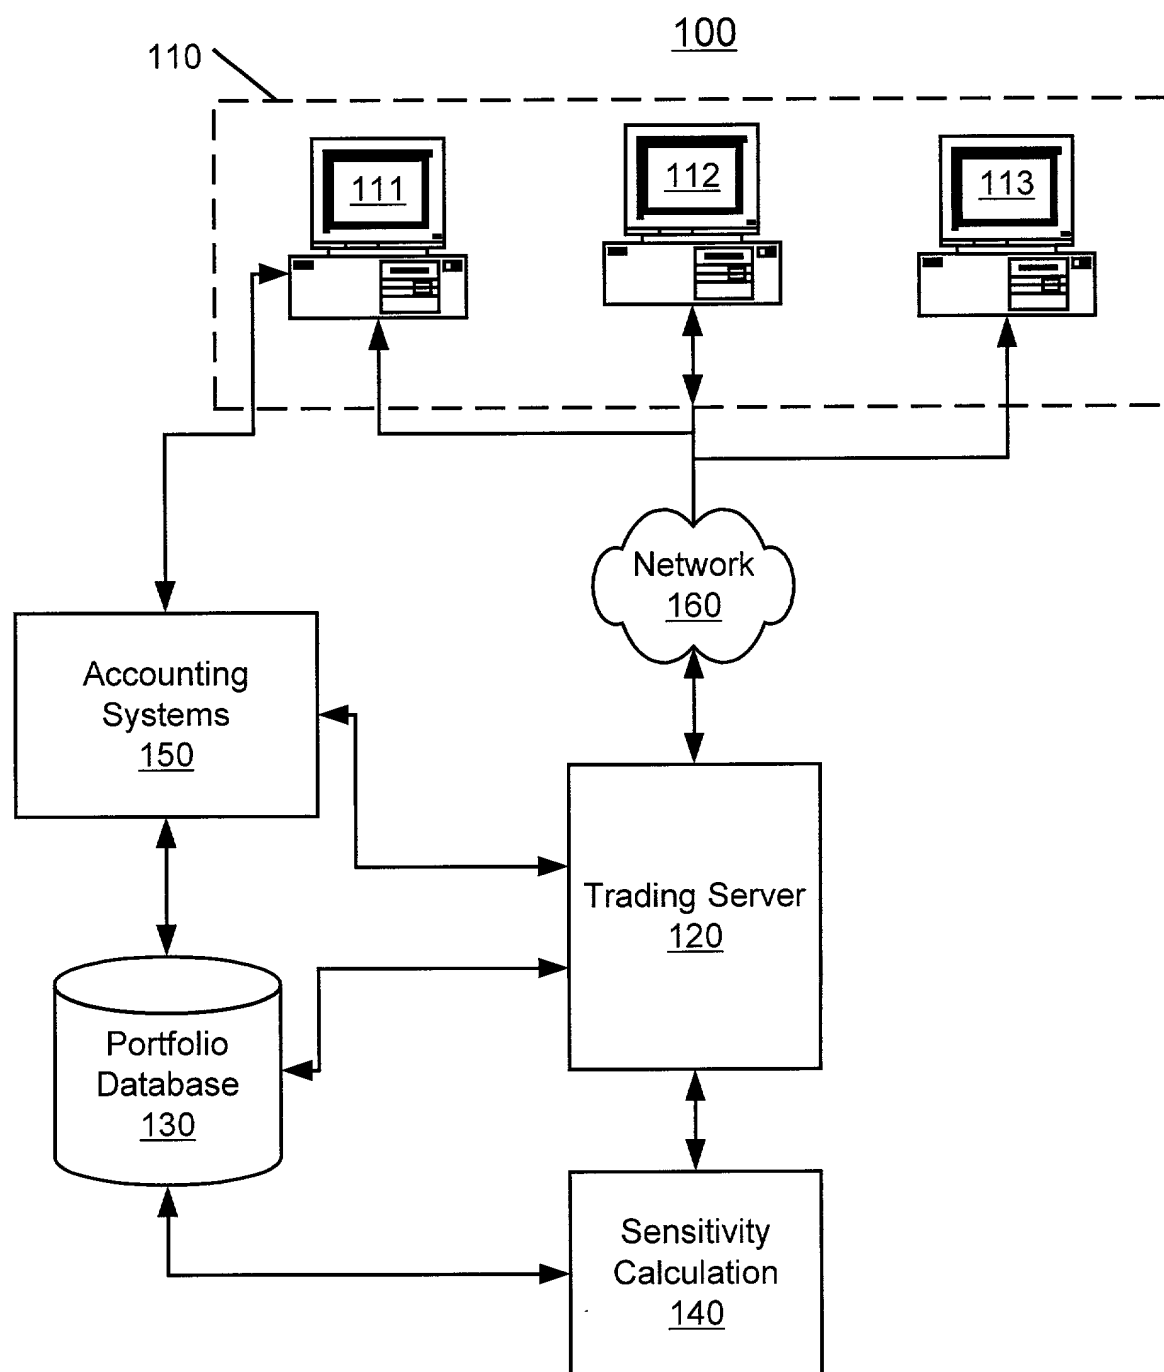 100
110
111
112
113
Network
160
Accounting
Systems
150
Trading Server
120
Portfolio
Database
130
Sensitivity
Calculation
140